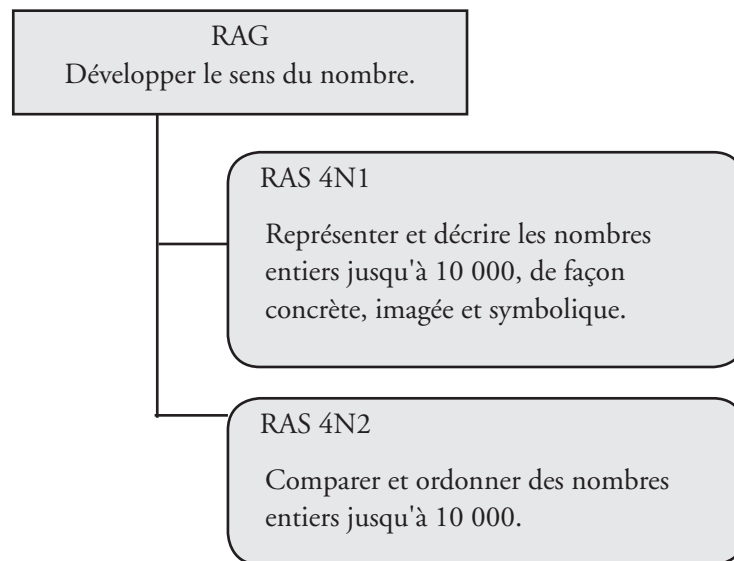 RAG
Développer le sens du nombre.
RAS 4N1
Représenter et décrire les nombres
entiers jusqu'à 10 000, de façon
concrète, imagée et symbolique.
RAS 4N2
Comparer et ordonner des nombres
entiers jusqu'à 10 000.